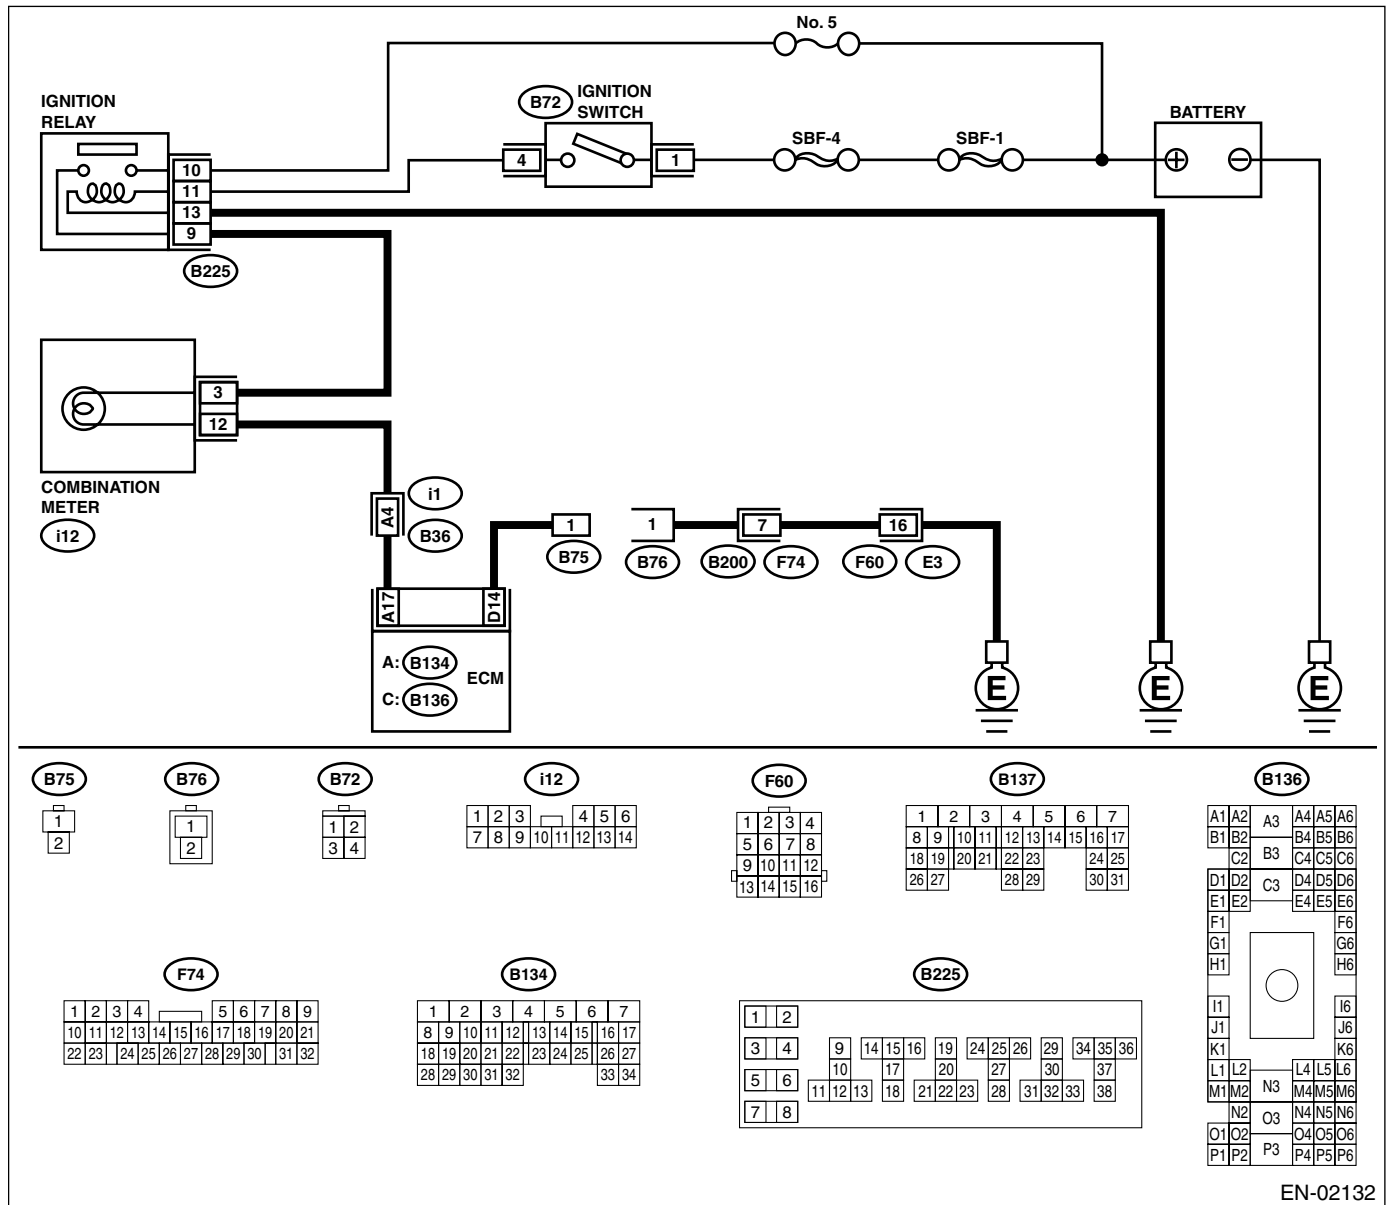 No. 5
IGNITION
RELAY
B72
IGNITION
SWITCH
SBF-4
SBF-1
BATTERY
4
1
10
11
13
9
B225
3
12
COMBINATION
METER
i12
A4
i1
B36
1
B75
1
B76
7
B200
F74
16
F60
E3
A17
D14
A: B134
ECM
C: B136
E
E
E
B75
1
2
B76
1
2
B72
1 2
3 4
i12
1 2 3 4 5 6
7 8 9 10 11 12 13 14
F60
1 2 3 4
5 6 7 8
9 10 11 12
13 14 15 16
B137
1 2 3 4 5 6 7
8 9 10 11 12 13 14 15 16 17
18 19 20 21 22 23 24 25
26 27 28 29 30 31
B136
A1 A2 A3 A4 A5 A6
B1 B2 B3 B4 B5 B6
C2 C3 C4 C5 C6
D1 D2 D4 D5 D6
E1 E2 E4 E5 E6
F1 F6
G1 G6
H1 H6
I1 I6
J1 J6
K1 K6
L1 L2 L4 L5 L6
M1 M2 N3 M4 M5 M6
N2 O3 N4 N5 N6
O1 O2 O4 O5 O6
P1 P2 P3 P4 P5 P6
F74
1 2 3 4 5 6 7 8 9
10 11 12 13 14 15 16 17 18 19 20 21
22 23 24 25 26 27 28 29 30 31 32
B134
1 2 3 4 5 6 7
8 9 10 11 12 13 14 15 16 17
18 19 20 21 22 23 24 25 26 27
28 29 30 31 32 33 34
B225
1 2
3 4 9 14 15 16 19 24 25 26 29 34 35 36
10 17 20 27 30 37
5 6 11 12 13 18 21 22 23 28 31 32 33 38
7 8
EN-02132